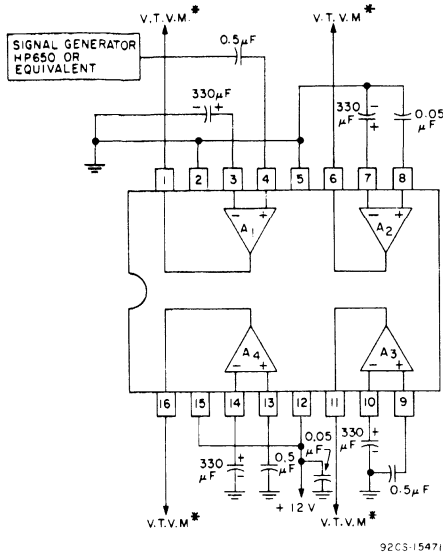 V.T.V.M.*
V.T.V.M*
SIGNAL GENERATOR
HP650 OR
EQUIVALENT
0.5μF
330μF
- +
330
μF
-
+
0.05
μF
1
2
3
4
5
6
7
8
- +
A1
- +
A2
A4
- +
A3
- +
16
15
14
13
12
11
10
9
330
μF
+
-
0.5
μF
0.05
μF
330
μF
+
-
0.5μF
+ 12 V
V.T.V.M*
V.T.V.M*
92CS-15471